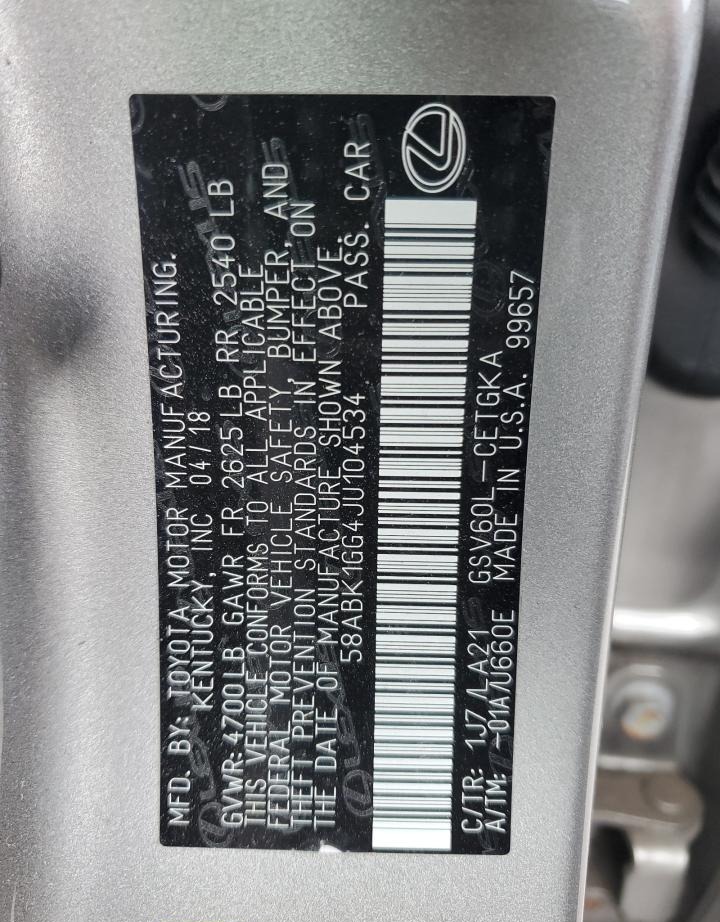 MFD. BY: TOYOTA MOTOR MANUFACTURING.
KENTUCKY, INC 04/18
GVWR 4700LB GAWR FR 2625 LB RR 2540 LB
THIS VEHICLE CONFORMS TO ALL APPLICABLE
FEDERAL MOTOR VEHICLE SAFETY, BUMPER, AND
THEFT PREVENTION STANDARDS IN EFFECT ON
THE DATE OF MANUFACTURE SHOWN ABOVE.
58ABK1GG4JU104534 PASS. CAR
C/TR: 1J7/LA21 GSV60L-CETGKA
A/TM: -01A/U660E MADE IN U.S.A. 99657